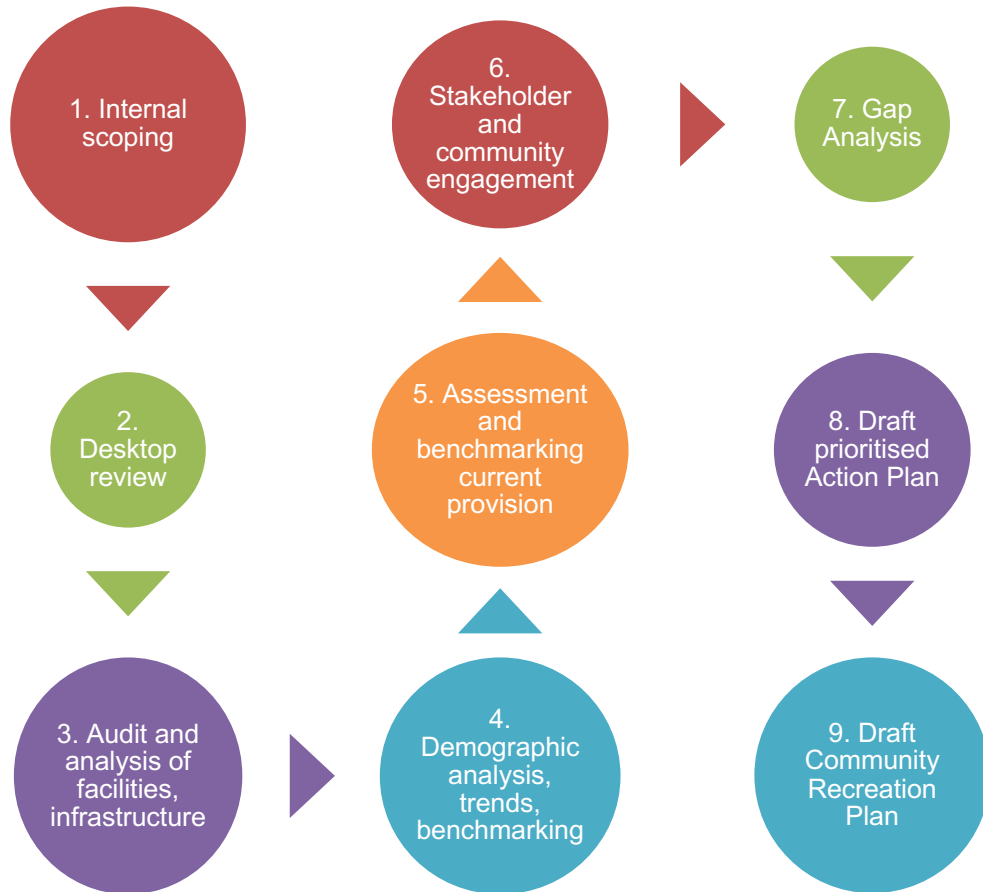 1. Internal
scoping
2.
Desktop
review
3. Audit and
analysis of
facilities,
infrastructure
4.
Demographic
analysis,
trends,
benchmarking
5. Assessment
and
benchmarking
current
provision
6.
Stakeholder
and
community
engagement
7. Gap
Analysis
8. Draft
prioritised
Action Plan
9. Draft
Community
Recreation
Plan